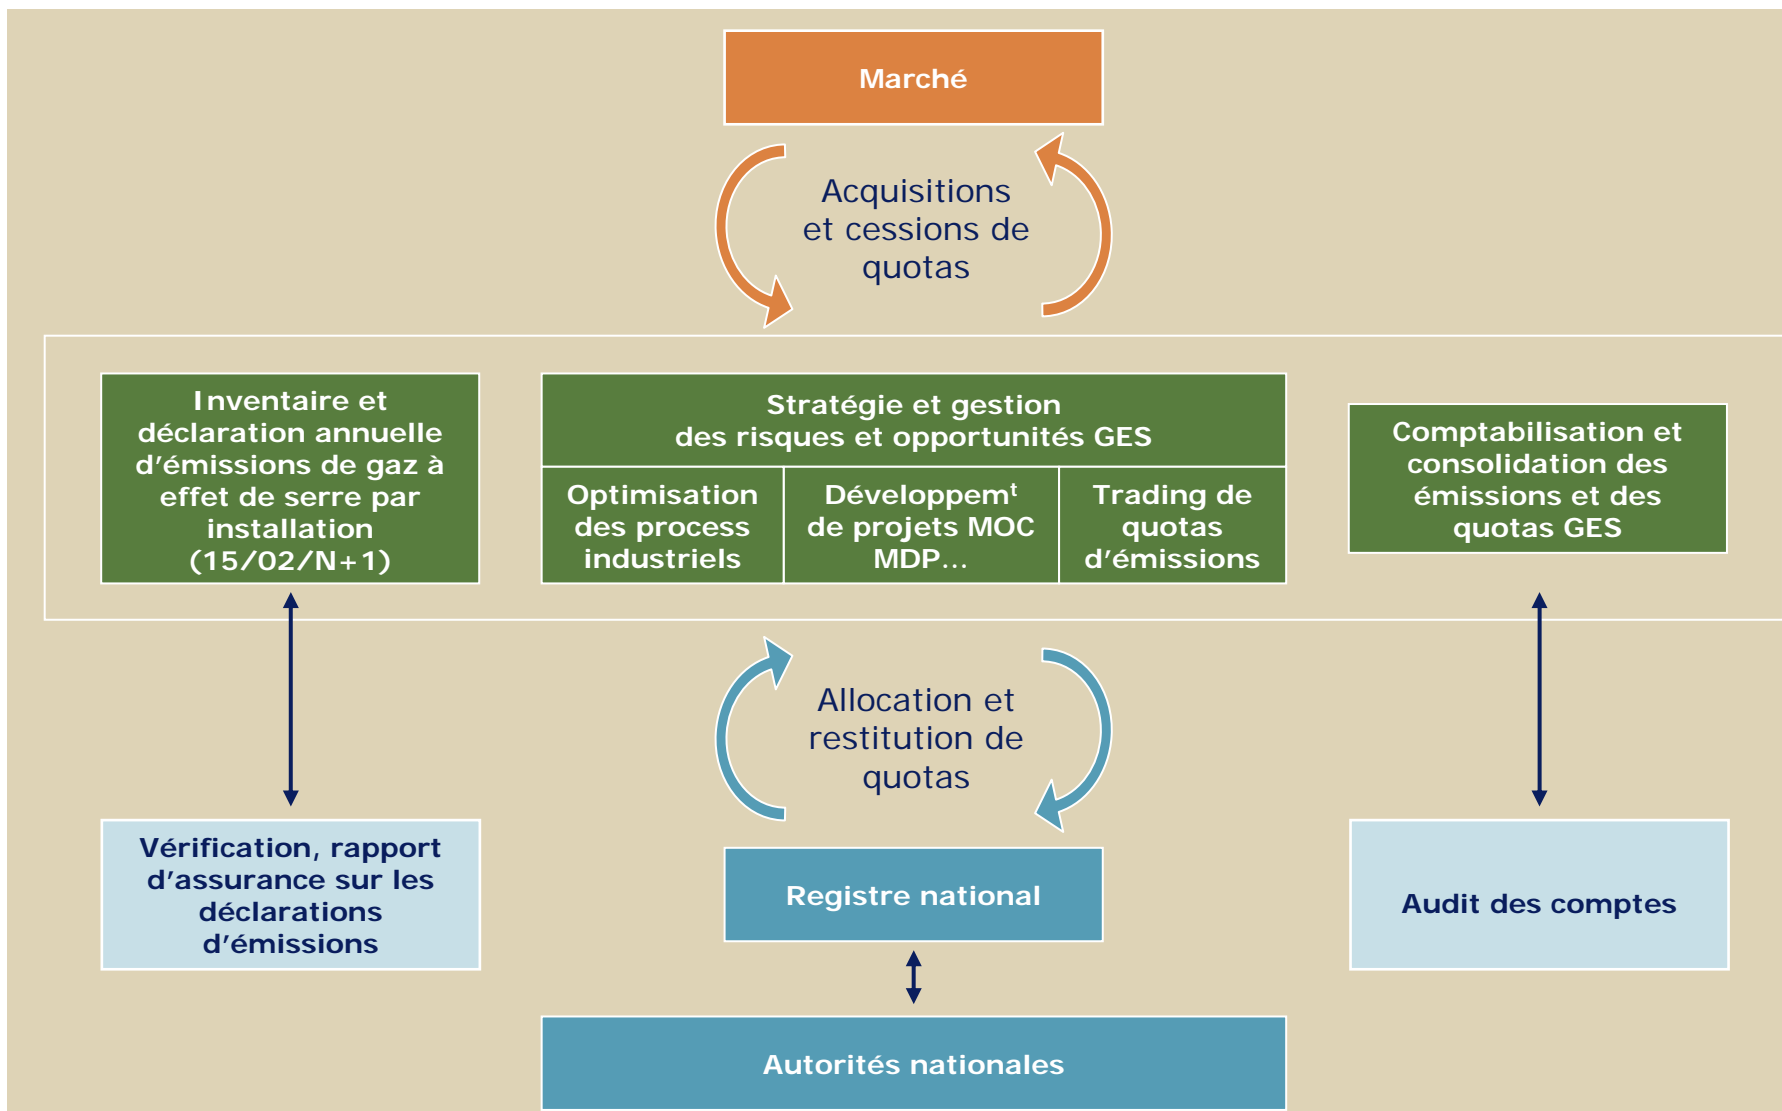 Marché
Acquisitions
et cessions de
quotas
Inventaire et
déclaration annuelle
d’émissions de gaz à
effet de serre par
installation
(15/02/N+1)
Stratégie et gestion
des risques et opportunités GES
Optimisation
des process
industriels
Développemᵗ
de projets MOC
MDP...
Trading de
quotas
d’émissions
Comptabilisation et
consolidation des
émissions et des
quotas GES
Allocation et
restitution de
quotas
Vérification, rapport
d’assurance sur les
déclarations
d’émissions
Registre national
Audit des comptes
Autorités nationales